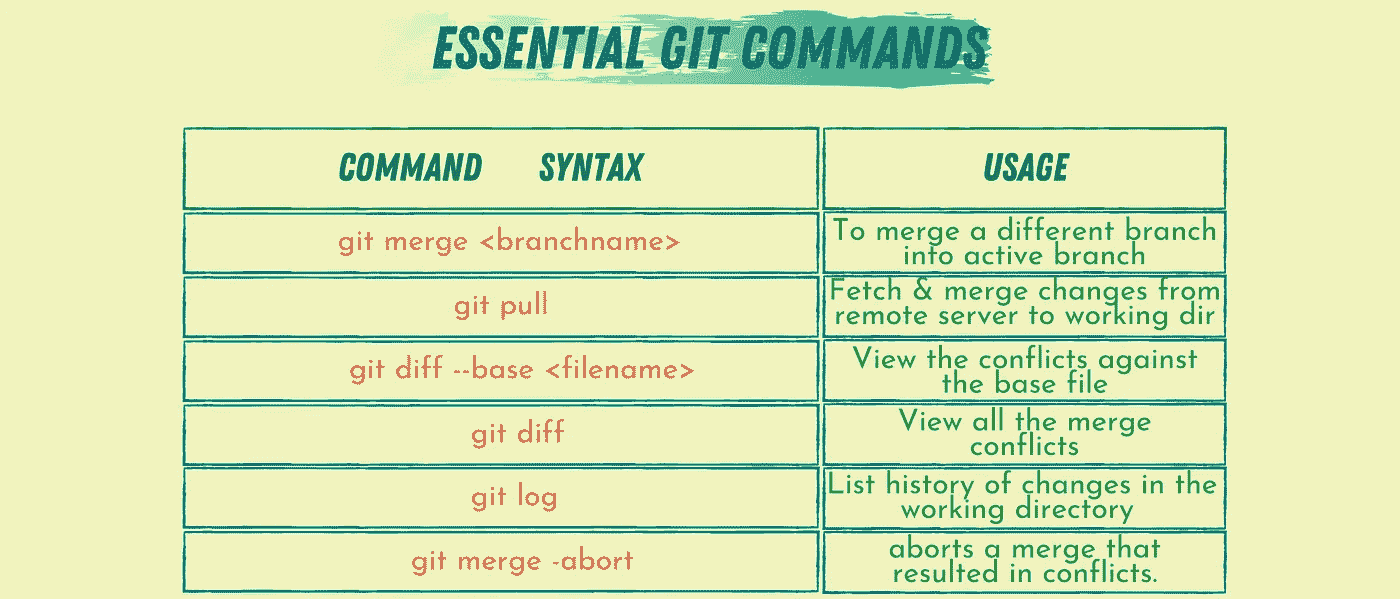 ESSENTIAL GIT COMMANDS
COMMAND SYNTAX
USAGE
git merge <branchname>
To merge a different branch
into active branch
git pull
Fetch & merge changes from
remote server to working dir
git diff --base <filename>
View the conflicts against
the base file
git diff
View all the merge
conflicts
git log
List history of changes in the
working directory
git merge -abort
aborts a merge that
resulted in conflicts.